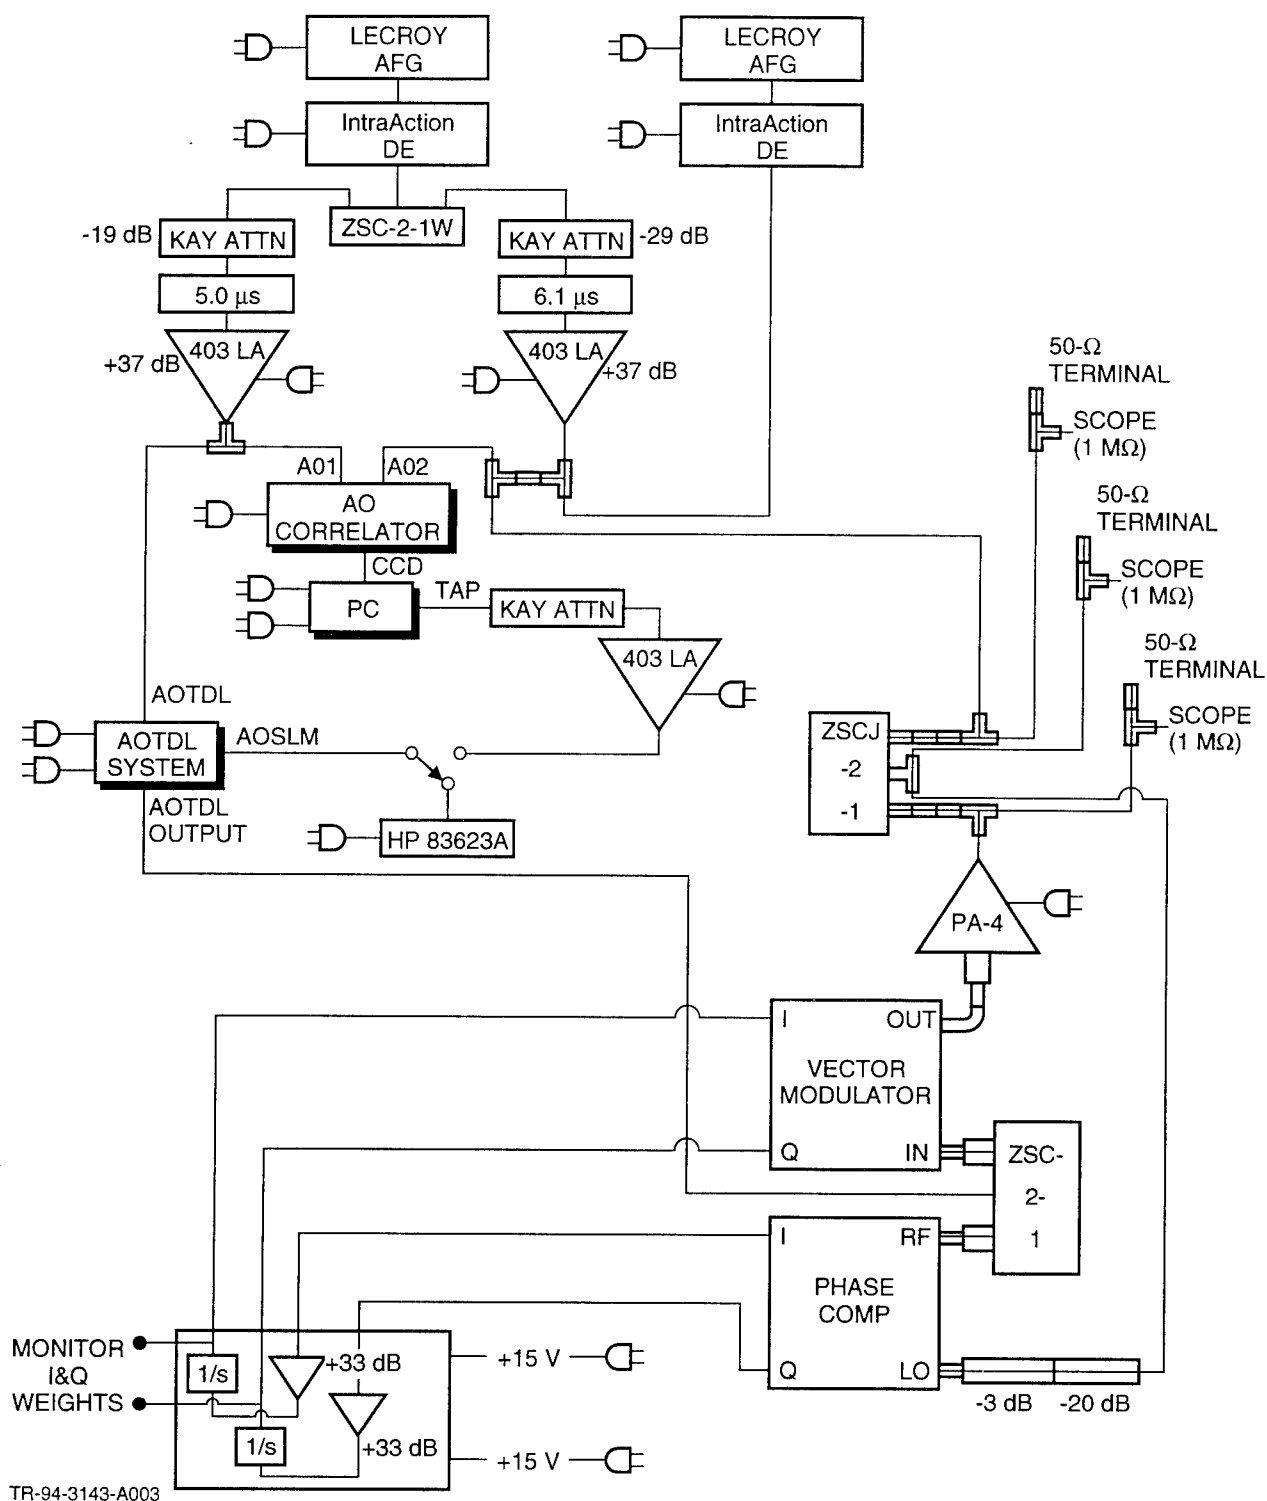 LECROY
AFG
LECROY
AFG
IntraAction
DE
IntraAction
DE
ZSC-2-1W
-19 dB
KAY ATTN
KAY ATTN
-29 dB
5.0 µs
6.1 µs
+37 dB
403 LA
403 LA
+37 dB
50-Ω
TERMINAL
SCOPE
(1 MΩ)
A01
A02
AO
CORRELATOR
50-Ω
TERMINAL
SCOPE
(1 MΩ)
CCD
PC
TAP
KAY ATTN
403 LA
50-Ω
TERMINAL
SCOPE
(1 MΩ)
AOTDL
AOTDL
SYSTEM
AOSLM
AOTDL
OUTPUT
HP 83623A
ZSCJ
-2
-1
PA-4
I
OUT
VECTOR
MODULATOR
Q
IN
ZSC-
2-
1
I
RF
PHASE
COMP
Q
LO
-3 dB
-20 dB
MONITOR
I&Q
WEIGHTS
1/s
+33 dB
1/s
+33 dB
+15 V
+15 V
TR-94-3143-A003